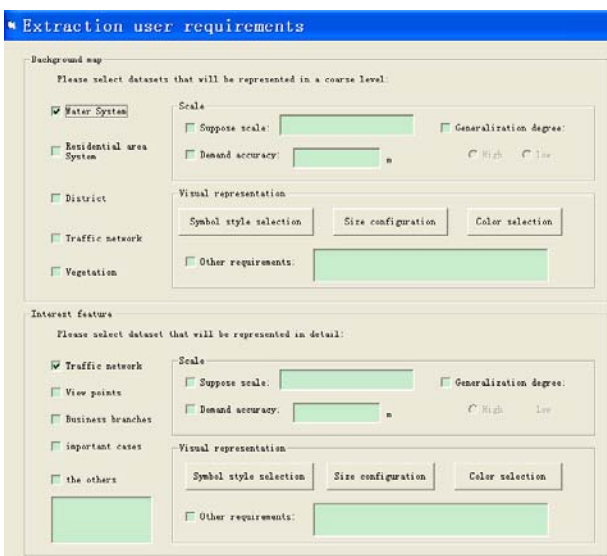 Extraction user requirements
Background map
Please select datasets that will be represented in a coarse level:
Water System
Residential area
System
District
Traffic network
Vegetation
Scale
Suppose scale:
Generalization degree:
Demand accuracy:
m
High
low
Visual representation
Symbol style selection
Size configuration
Color selection
Other requirements:
Interest feature
Please select dataset that will be represented in detail:
Traffic network
View points
Business branches
important cases
the others
Scale
Suppose scale:
Generalization degree:
Demand accuracy:
m
High
low
Visual representation
Symbol style selection
Size configuration
Color selection
Other requirements: